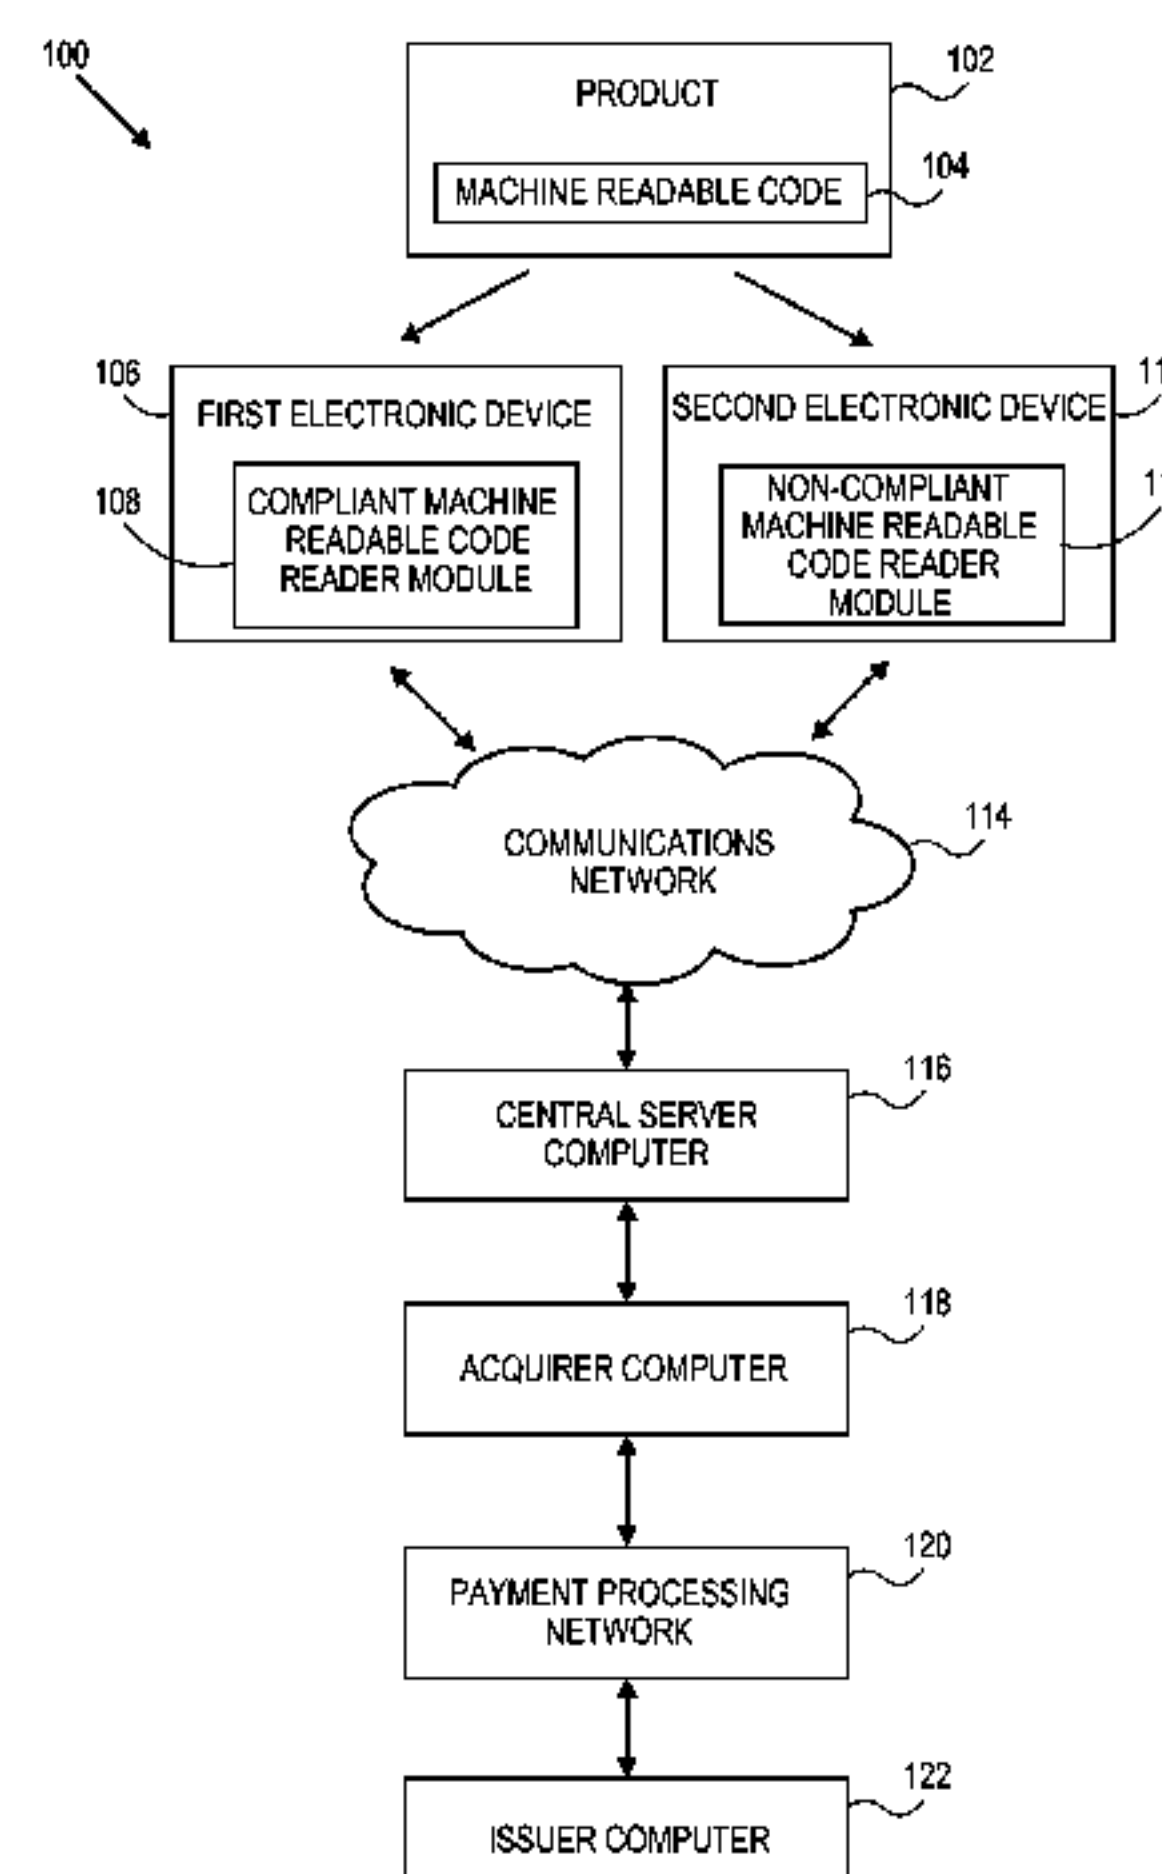 100
PRODUCT
102
MACHINE READABLE CODE
104
106
FIRST ELECTRONIC DEVICE
108
COMPLIANT MACHINE
READABLE CODE
READER MODULE
SECOND ELECTRONIC DEVICE
NON-COMPLIANT
MACHINE READABLE
CODE READER
MODULE
COMMUNICATIONS
NETWORK
114
CENTRAL SERVER
COMPUTER
116
ACQUIRER COMPUTER
118
PAYMENT PROCESSING
NETWORK
120
ISSUER COMPUTER
122